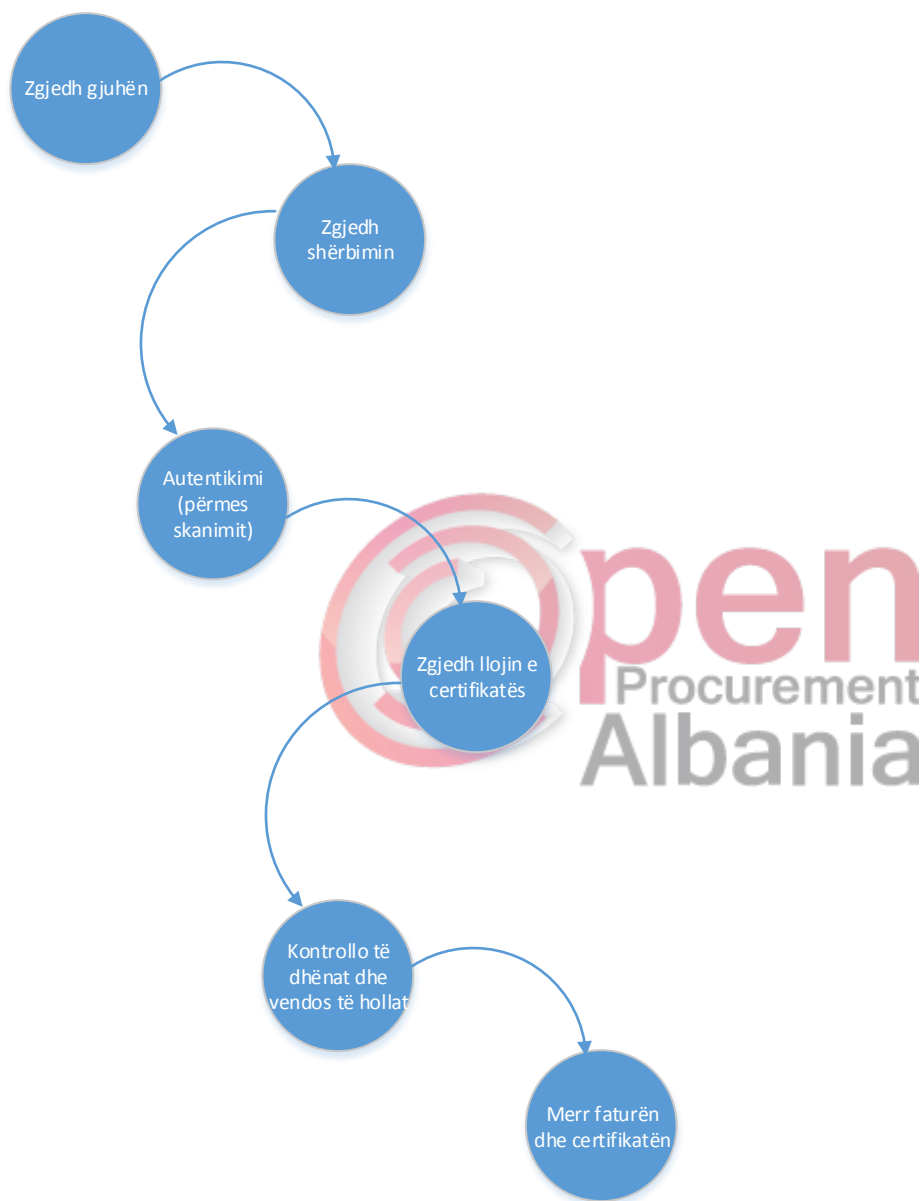 Zgjedh gjuhën
Zgjedh
shërbimin
Autentikimi
(përmes
skanimit)
Zgjedh llojin e
certifikatës
Open
Procurement
Albania
Kontrollo të
dhënat dhe
vendos të hollat
Merr faturën
dhe certifikatën